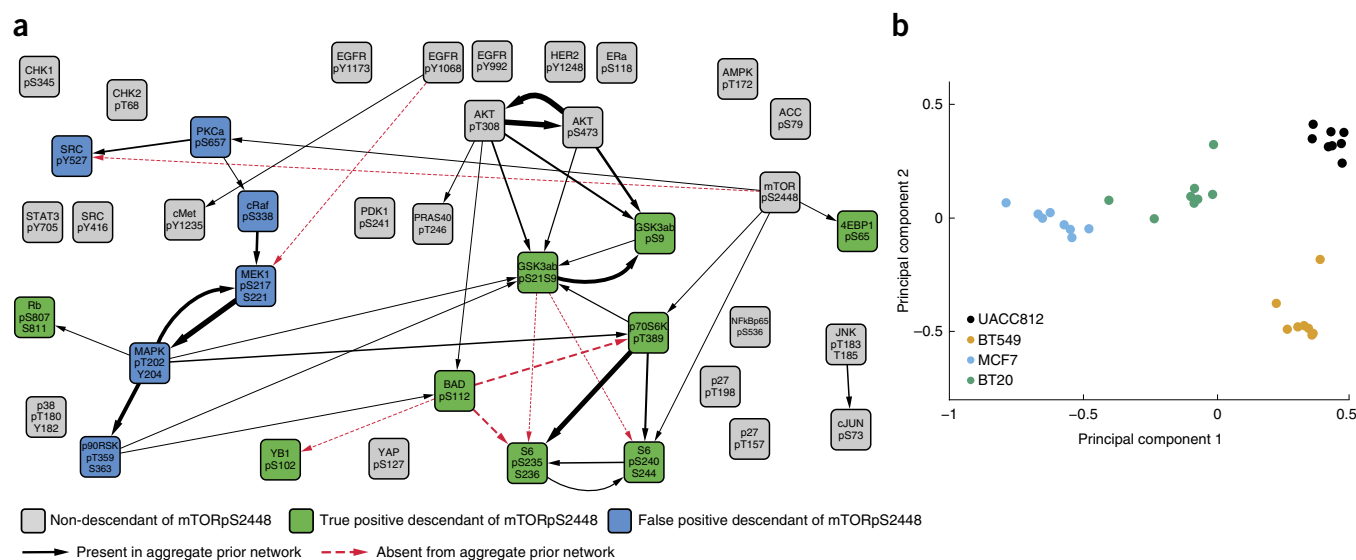 a
b
CHK1
pS345
CHK2
pT68
EGFR
pY1173
EGFR
pY1068
EGFR
pY992
HER2
pY1248
ERa
pS118
AMPK
pT172
ACC
pS79
AKT
pT308
AKT
pS473
PKCa
pS657
SRC
pY527
mTOR
pS2448
cRaf
pS338
STAT3
pY705
SRC
pY416
cMet
pY1235
PDK1
pS241
PRAS40
pT246
GSK3ab
pS9
4EBP1
pS65
GSK3ab
pS21S9
MEK1
pS217
S221
Rb
pS807
S811
p70S6K
pT389
NFkBp65
pS536
JNK
pT183
T185
MAPK
pT202
Y204
BAD
pS112
p27
pT198
p38
pT180
Y182
p90RSK
pT359
S363
YB1
pS102
YAP
pS127
S6
pS235
S236
S6
pS240
S244
p27
pT157
cJUN
pS73
Non-descendant of mTORpS2448
True positive descendant of mTORpS2448
False positive descendant of mTORpS2448
Present in aggregate prior network
Absent from aggregate prior network
Principal component 2
0.5
0
−0.5
UACC812
BT549
MCF7
BT20
−1
−0.5
0
0.5
Principal component 1